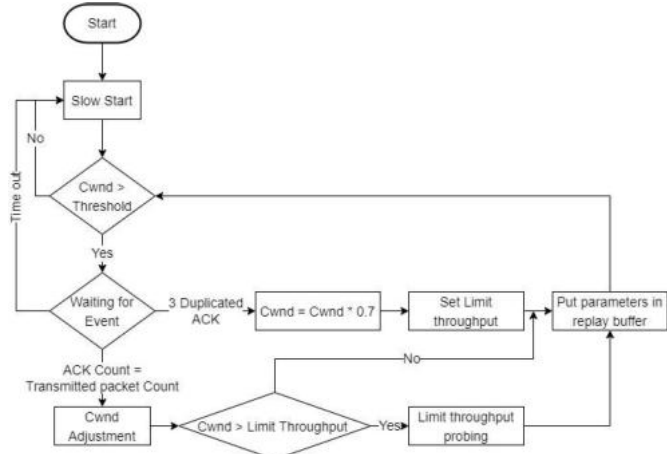 Start
Slow Start
No
Time out
Cwnd >
Threshold
Yes
Waiting for
Event
3 Duplicated
ACK
Cwnd = Cwnd * 0.7
Set Limit
throughput
Put parameters in
replay buffer
No
ACK Count =
Transmitted packet Count
Cwnd
Adjustment
Cwnd > Limit Throughput
Yes
Limit throughput
probing